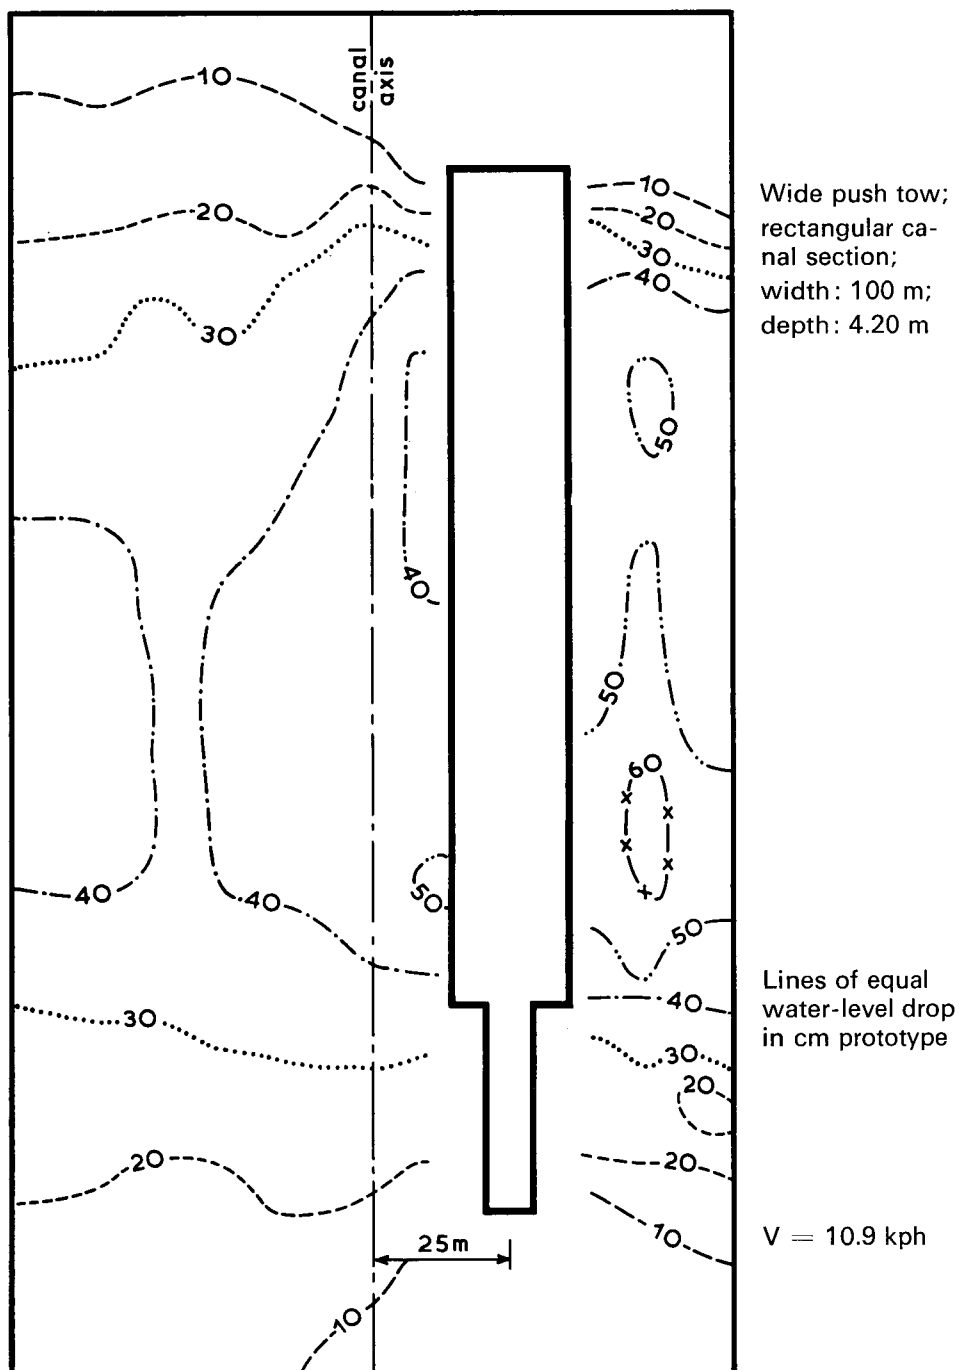 10
canal
axis
10
20
20
30
30
40
Wide push tow;
rectangular ca-
nal section;
width: 100 m;
depth: 4.20 m
50
40
50
60
50
40
40
50
40
30
30
20
20
20
10
25m
10
Lines of equal
water-level drop
in cm prototype
V = 10.9 kph